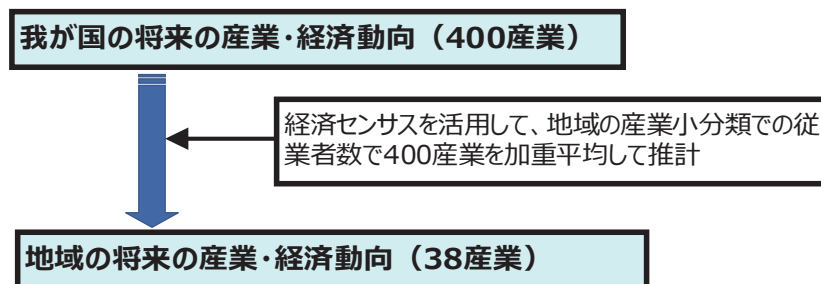 我が国の将来の産業･経済動向（400産業）
経済センサスを活用して、地域の産業小分類での従
業者数で400産業を加重平均して推計
地域の将来の産業･経済動向（38産業）